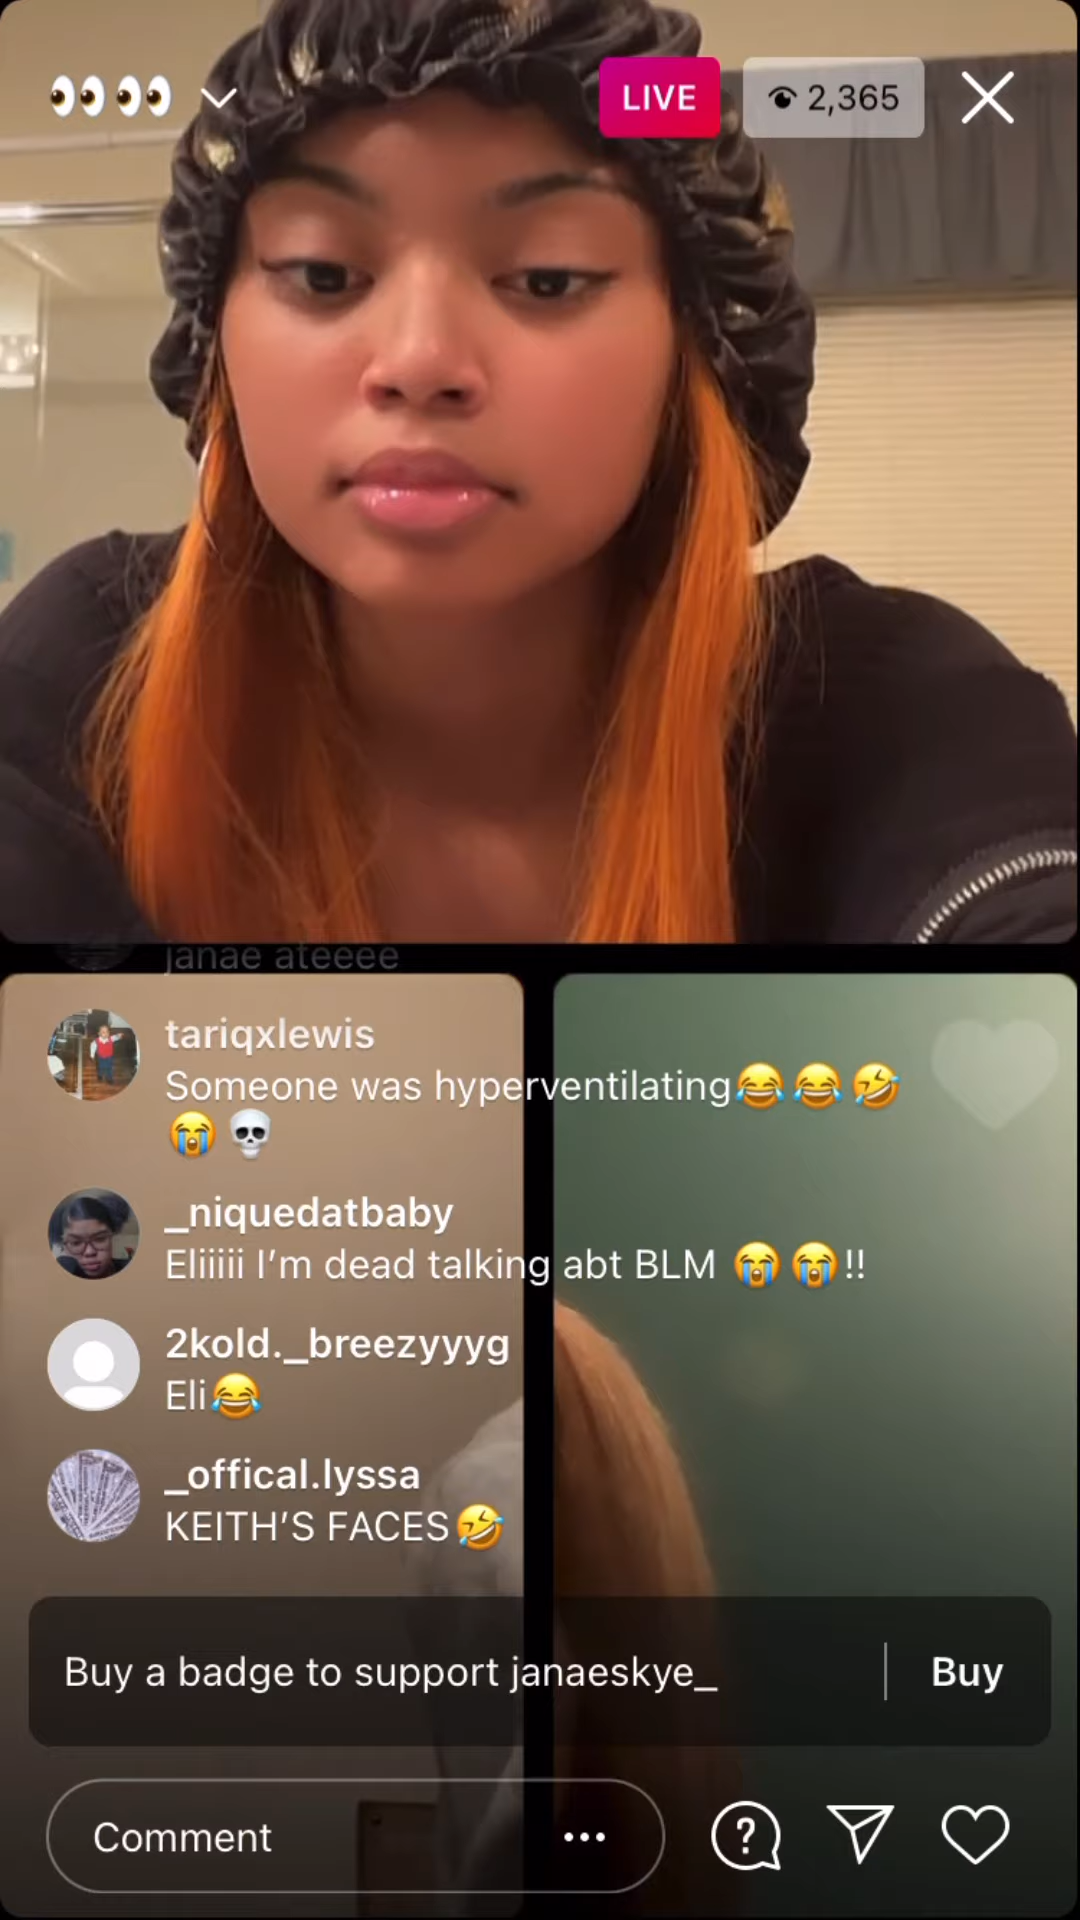 👀👀
LIVE
2,365
janae ateeee
tariqxlewis
Someone was hyperventilating😂😂🤣
😭💀
_niquedatbaby
Eliiiii I’m dead talking abt BLM 😭😭!!
2kold._breezyyyg
Eli😂
_offical.lyssa
KEITH’S FACES🤣
Buy a badge to support janaeskye_ Buy
Comment